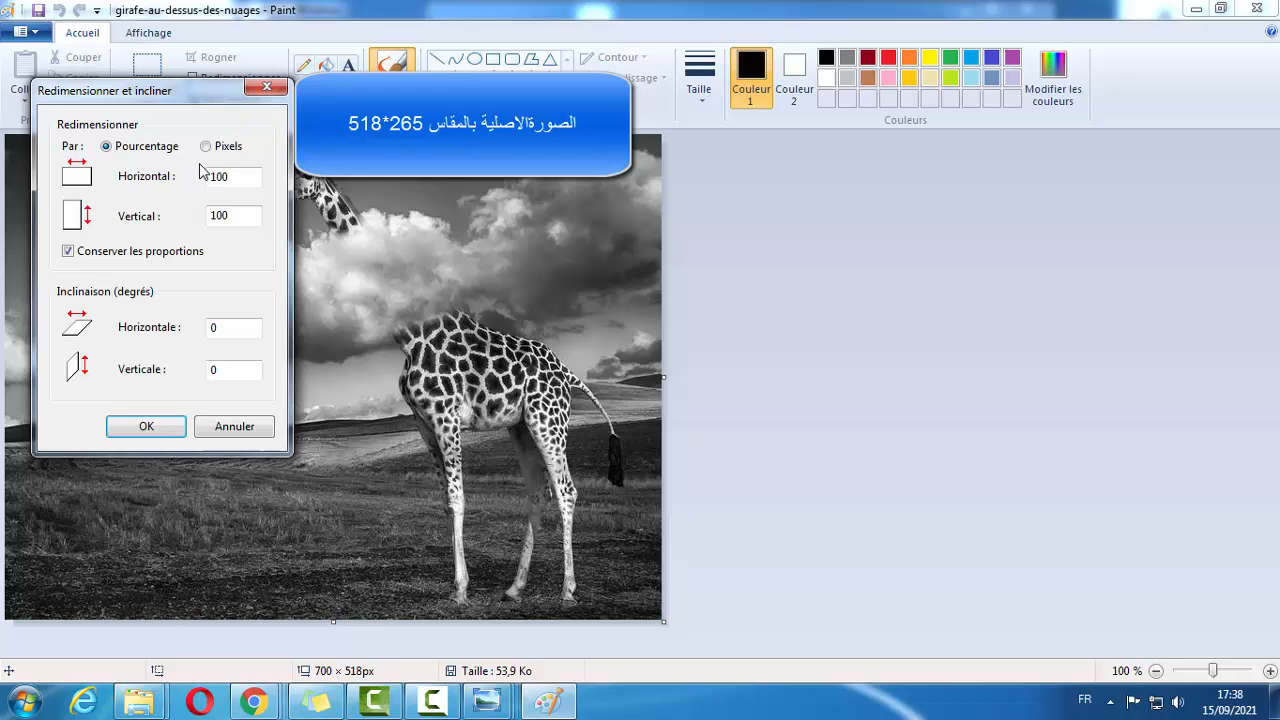 girafe-au-dessus-des-nuages - Paint
Accueil
Affichage
Couper
Rogner
Contour
Taille
Couleur 1
Couleur 2
Modifier les couleurs
Couleurs
Redimensionner et incliner
Redimensionner
Par :
Pourcentage
Pixels
Horizontal :
100
Vertical :
100
Conserver les proportions
Inclinaison (degrés)
Horizontale :
0
Verticale :
0
OK
Annuler
الصورةالاصلية بالمقاس 265*518
700 × 518px
Taille : 53,9 Ko
100 %
FR
17:38
15/09/2021